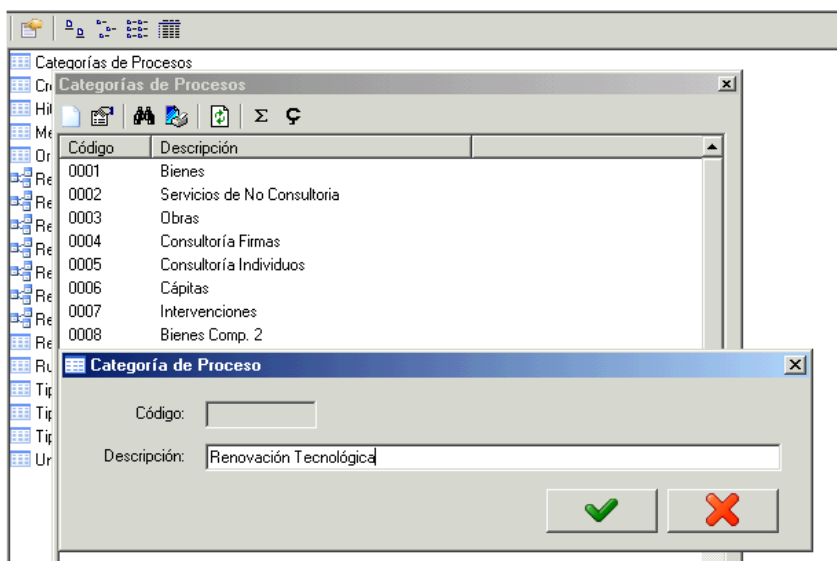 Categorías de Procesos
Categorías de Procesos
Código Descripción
0001 Bienes
0002 Servicios de No Consultoria
0003 Obras
0004 Consultoría Firmas
0005 Consultoría Individuos
0006 Cápitas
0007 Intervenciones
0008 Bienes Comp. 2
Categoría de Proceso
Código:
Descripción: Renovación Tecnológica